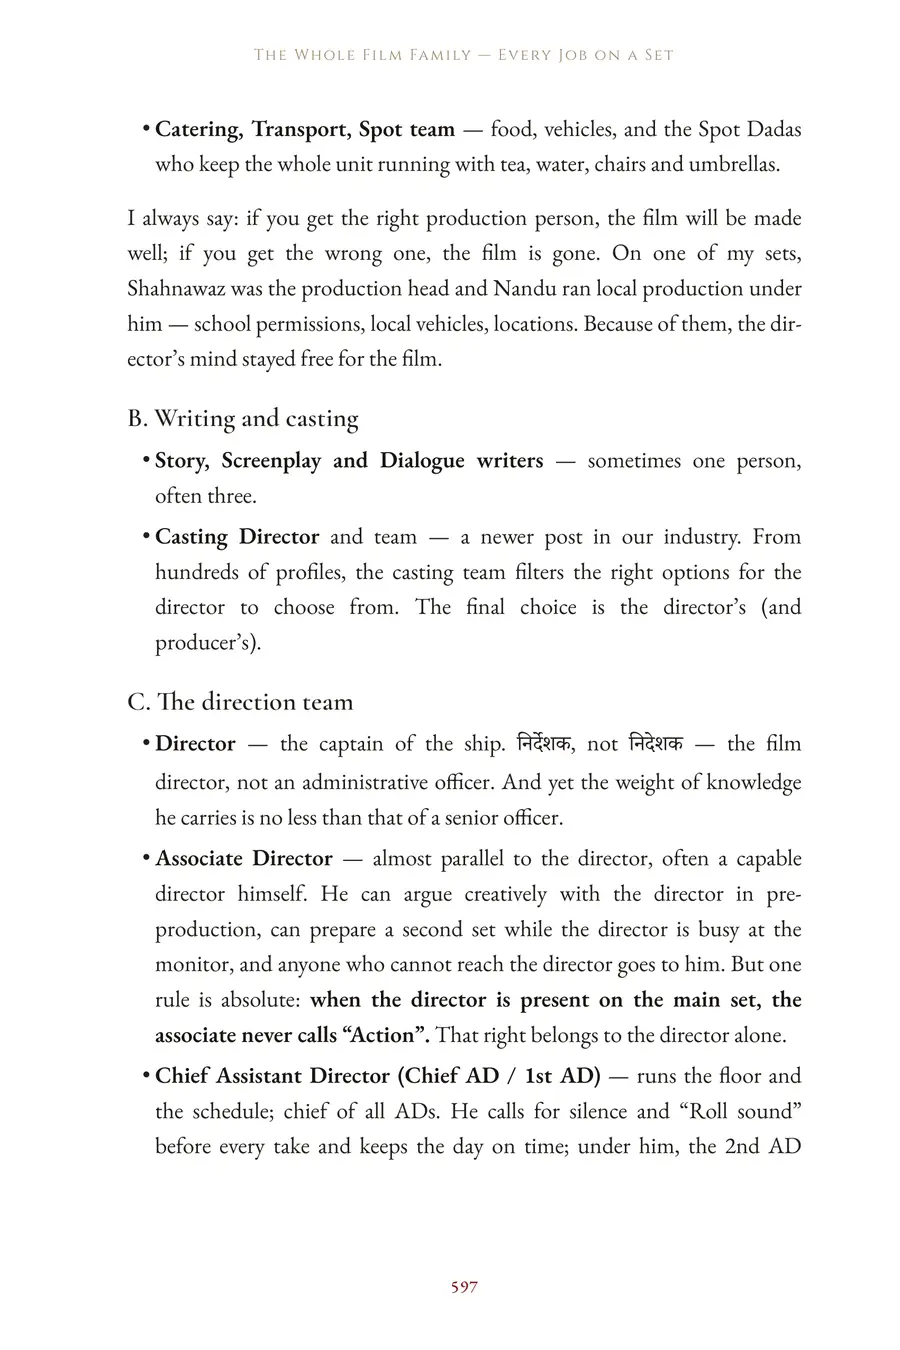 The Whole Film Family — Every Job on a Set
• Catering, Transport, Spot team — food, vehicles, and the Spot Dadas
who keep the whole unit running with tea, water, chairs and umbrellas.
I always say: if you get the right production person, the film will be made
well; if you get the wrong one, the film is gone. On one of my sets,
Shahnawaz was the production head and Nandu ran local production under
him — school permissions, local vehicles, locations. Because of them, the dir-
ector’s mind stayed free for the film.
B. Writing and casting
• Story, Screenplay and Dialogue writers — sometimes one person,
often three.
• Casting Director and team — a newer post in our industry. From
hundreds of profiles, the casting team filters the right options for the
director to choose from. The final choice is the director’s (and
producer’s).
C. The direction team
• Director — the captain of the ship. निर्देशक, not निदेशक — the film
director, not an administrative officer. And yet the weight of knowledge
he carries is no less than that of a senior officer.
• Associate Director — almost parallel to the director, often a capable
director himself. He can argue creatively with the director in pre-
production, can prepare a second set while the director is busy at the
monitor, and anyone who cannot reach the director goes to him. But one
rule is absolute: when the director is present on the main set, the
associate never calls “Action”. That right belongs to the director alone.
• Chief Assistant Director (Chief AD / 1st AD) — runs the floor and
the schedule; chief of all ADs. He calls for silence and “Roll sound”
before every take and keeps the day on time; under him, the 2nd AD
597